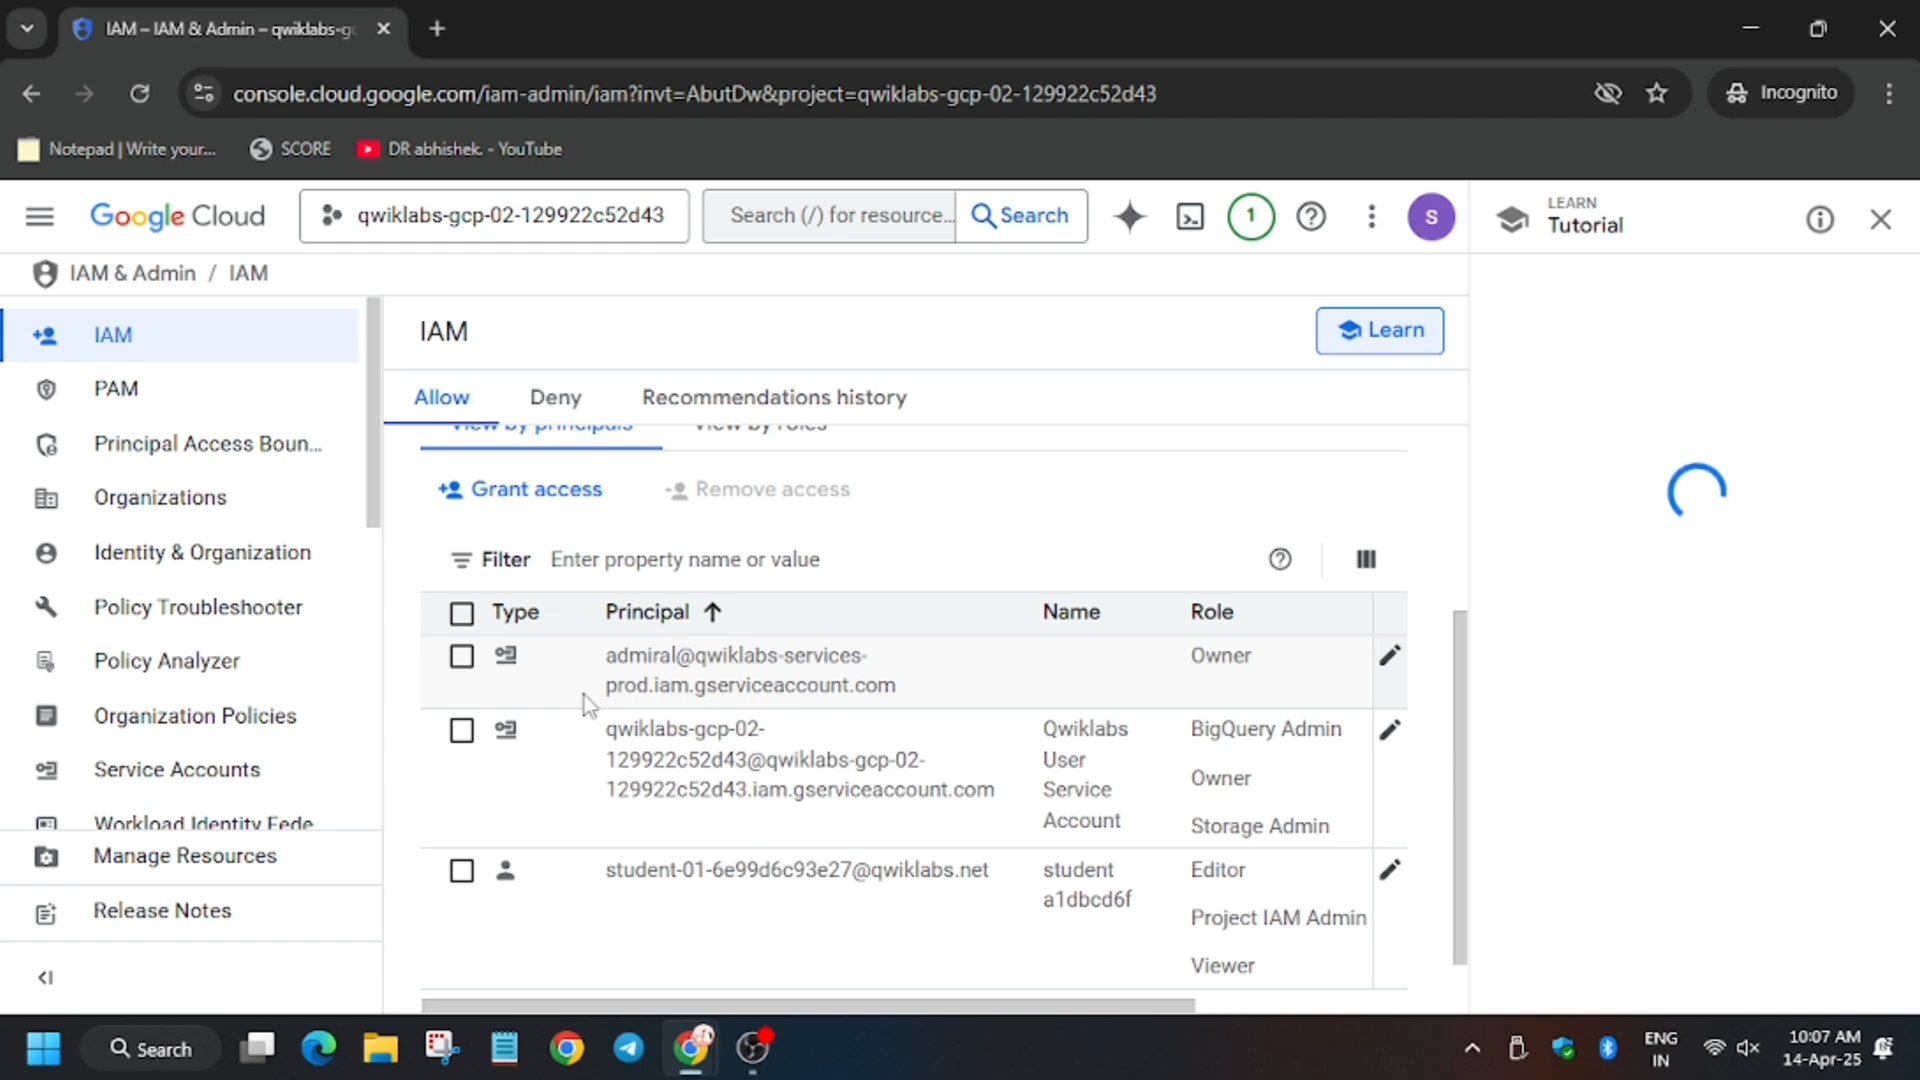 IAM – IAM & Admin – qwiklabs-gc
console.cloud.google.com/iam-admin/iam?invt=AbutDw&project=qwiklabs-gcp-02-129922c52d43
Incognito
Notepad | Write your...
SCORE
DR abhishek. - YouTube
Google Cloud
qwiklabs-gcp-02-129922c52d43
Search (/) for resource...
Search
1
S
LEARN
Tutorial
IAM & Admin / IAM
IAM
PAM
Principal Access Boun...
Organizations
Identity & Organization
Policy Troubleshooter
Policy Analyzer
Organization Policies
Service Accounts
Workload Identity Fede
Manage Resources
Release Notes
IAM
Learn
Allow
Deny
Recommendations history
View by principals
View by roles
Grant access
Remove access
Filter
Enter property name or value
Type
Principal
Name
Role
admiral@qwiklabs-services-
prod.iam.gserviceaccount.com
Owner
qwiklabs-gcp-02-
129922c52d43@qwiklabs-gcp-02-
129922c52d43.iam.gserviceaccount.com
Qwiklabs
User
Service
Account
BigQuery Admin
Owner
Storage Admin
student-01-6e99d6c93e27@qwiklabs.net
student
a1dbcd6f
Editor
Project IAM Admin
Viewer
Search
ENG
IN
10:07 AM
14-Apr-25